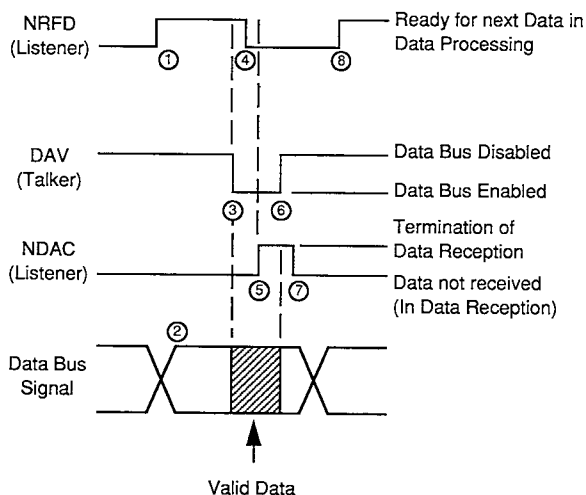 NRFD
(Listener)
Ready for next Data in
Data Processing
1
4
8
DAV
(Talker)
Data Bus Disabled
Data Bus Enabled
3
6
NDAC
(Listener)
Termination of
Data Reception
Data not received
(In Data Reception)
5
7
2
Data Bus
Signal
Valid Data